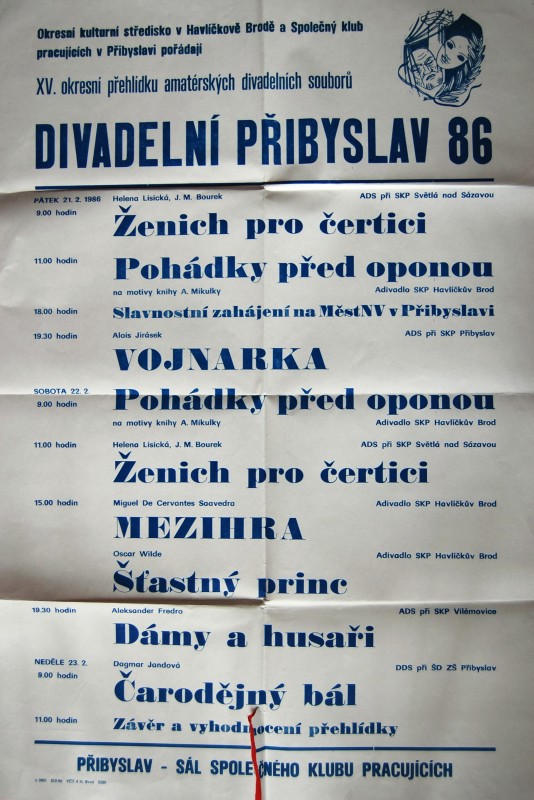 Okresní kulturní středisko v Havlíčkově Brodě a Společný klub
pracujících v Přibyslavi pořádají
XV. okresní přehlídku amatérských divadelních souborů
DIVADELNÍ PŘIBYSLAV 86
PÁTEK 21. 2. 1986 Helena Lisická, J. M. Bourek ADS při SKP Světlá nad Sázavou
9.00 hodin Ženich pro čertici
11.00 hodin Pohádky před oponou
na motivy knihy A. Mikulky Adivadlo SKP Havlíčkův Brod
18.00 hodin Slavnostní zahájení na MěstNV v Přibyslavi
19.30 hodin Alois Jirásek ADS při SKP Přibyslav
VOJNARKA
SOBOTA 22. 2.
9.00 hodin Pohádky před oponou
na motivy knihy A. Mikulky Adivadlo SKP Havlíčkův Brod
11.00 hodin Helena Lisická, J. M. Bourek ADS při SKP Světlá nad Sázavou
Ženich pro čertici
15.00 hodin Miguel De Cervantes Saavedra Adivadlo SKP Havlíčkův Brod
MEZIHRA
Oscar Wilde Adivadlo SKP Havlíčkův Brod
Šťastný princ
19.30 hodin Aleksander Fredro ADS při SKP Vilémovice
Dámy a husaři
NEDĚLE 23. 2. Dagmar Jandová DDS při ŠD ZŠ Přibyslav
9.00 hodin Čarodějný bál
11.00 hodin Závěr a vyhodnocení přehlídky
PŘIBYSLAV - SÁL SPOLEČNÉHO KLUBU PRACUJÍCÍCH